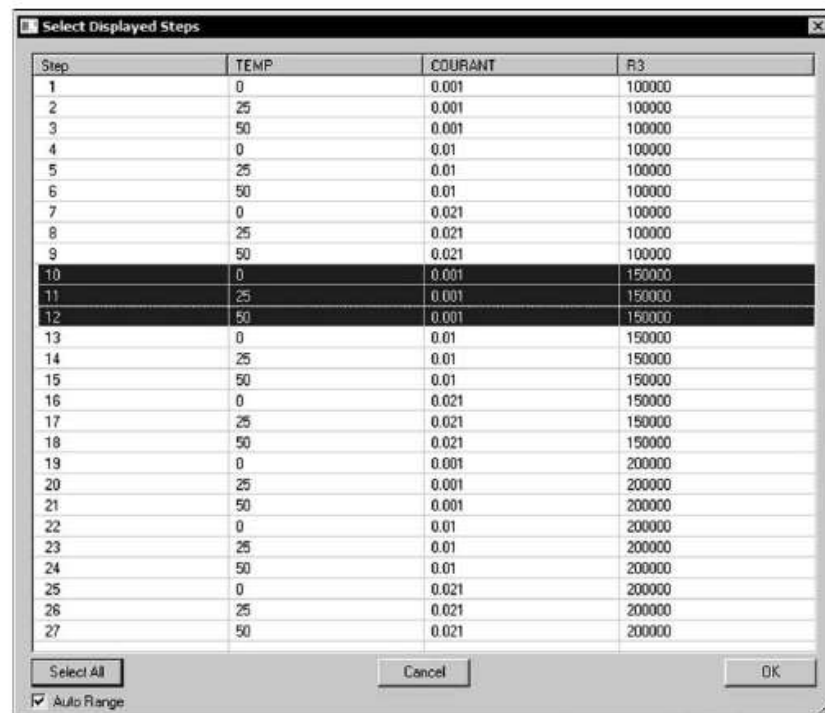 Select Displayed Steps
Step TEMP COURANT R3
1 0 0.001 100000
2 25 0.001 100000
3 50 0.001 100000
4 0 0.01 100000
5 25 0.01 100000
6 50 0.01 100000
7 0 0.021 100000
8 25 0.021 100000
9 50 0.021 100000
10 0 0.001 150000
11 25 0.001 150000
12 50 0.001 150000
13 0 0.01 150000
14 25 0.01 150000
15 50 0.01 150000
16 0 0.021 150000
17 25 0.021 150000
18 50 0.021 150000
19 0 0.001 200000
20 25 0.001 200000
21 50 0.001 200000
22 0 0.01 200000
23 25 0.01 200000
24 50 0.01 200000
25 0 0.021 200000
26 25 0.021 200000
27 50 0.021 200000
Select All Cancel OK
Auto Range